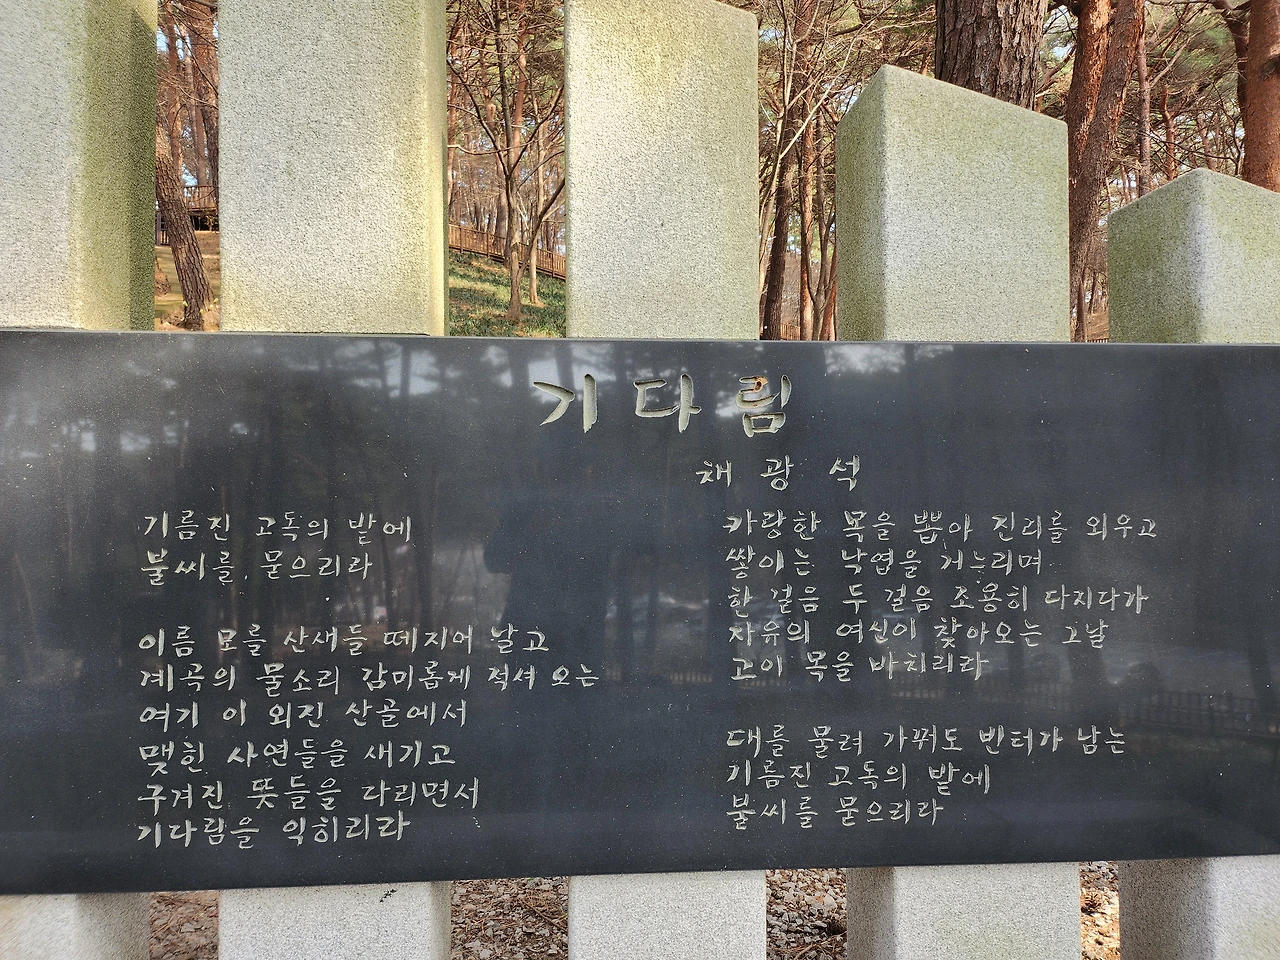 기다림
채광석
기름진 고독의 밭에
불씨를 묻으리라
이름 모를 산새들 떼지어 날고
계곡의 물소리 감미롭게 적셔 오는
여기 이 외진 산골에서
맺힌 사연들을 새기고
구겨진 뜻들을 다리면서
기다림을 익히리라
카랑한 목을 뽑아 진리를 외우고
쌓이는 낙엽을 거느리며
한 걸음 두 걸음 조용히 다지다가
자유의 여신이 찾아오는 그날
고이 목을 바치리라
대를 물려 가꿔도 빈터가 남는
기름진 고독의 밭에
불씨를 묻으리라